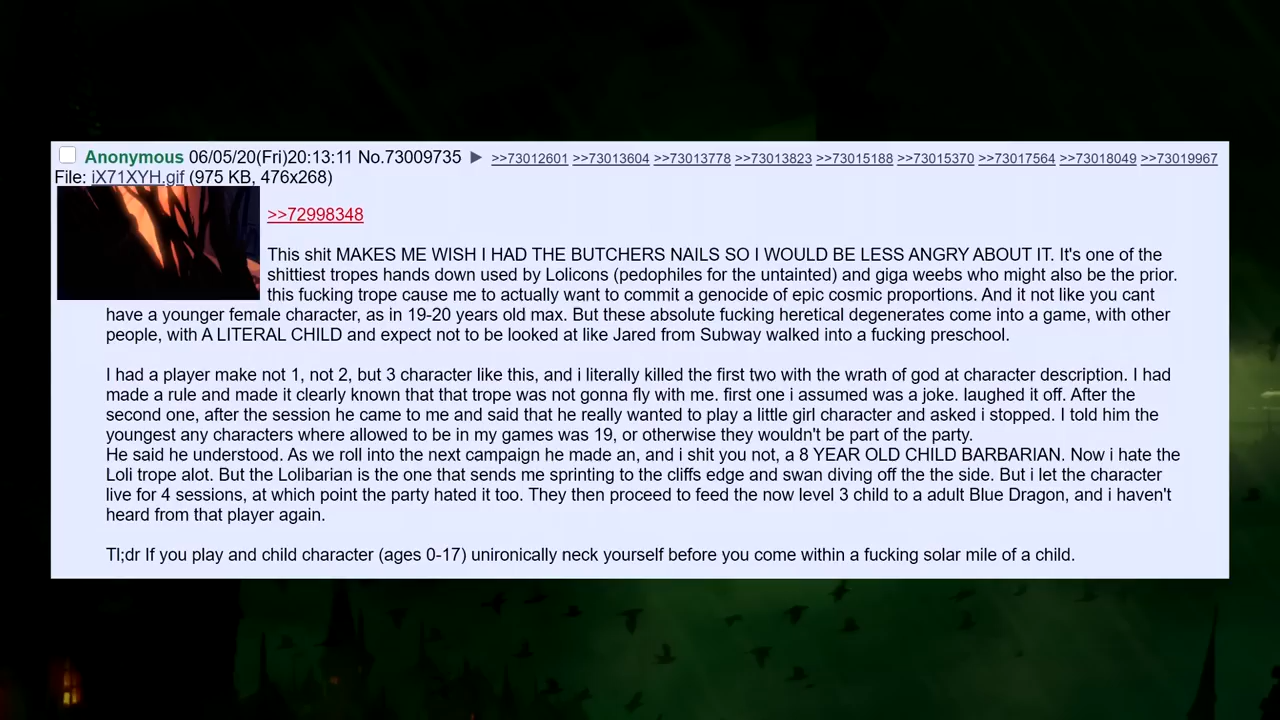 Anonymous 06/05/20(Fri)20:13:11 No.73009735 ▶ >>73012601 >>73013604 >>73013778 >>73013823 >>73015188 >>73015370 >>73017564 >>73018049 >>73019967
File: iX71XYH.gif (975 KB, 476x268)
>>72998348
This shit MAKES ME WISH I HAD THE BUTCHERS NAILS SO I WOULD BE LESS ANGRY ABOUT IT. It's one of the
shittiest tropes hands down used by Lolicons (pedophiles for the untainted) and giga weebs who might also be the prior.
this fucking trope cause me to actually want to commit a genocide of epic cosmic proportions. And it not like you cant
have a younger female character, as in 19-20 years old max. But these absolute fucking heretical degenerates come into a game, with other
people, with A LITERAL CHILD and expect not to be looked at like Jared from Subway walked into a fucking preschool.
I had a player make not 1, not 2, but 3 character like this, and i literally killed the first two with the wrath of god at character description. I had
made a rule and made it clearly known that that trope was not gonna fly with me. first one i assumed was a joke. laughed it off. After the
second one, after the session he came to me and said that he really wanted to play a little girl character and asked i stopped. I told him the
youngest any characters where allowed to be in my games was 19, or otherwise they wouldn't be part of the party.
He said he understood. As we roll into the next campaign he made an, and i shit you not, a 8 YEAR OLD CHILD BARBARIAN. Now i hate the
Loli trope alot. But the Lolibarian is the one that sends me sprinting to the cliffs edge and swan diving off the the side. But i let the character
live for 4 sessions, at which point the party hated it too. They then proceed to feed the now level 3 child to a adult Blue Dragon, and i haven't
heard from that player again.
Tl;dr If you play and child character (ages 0-17) unironically neck yourself before you come within a fucking solar mile of a child.